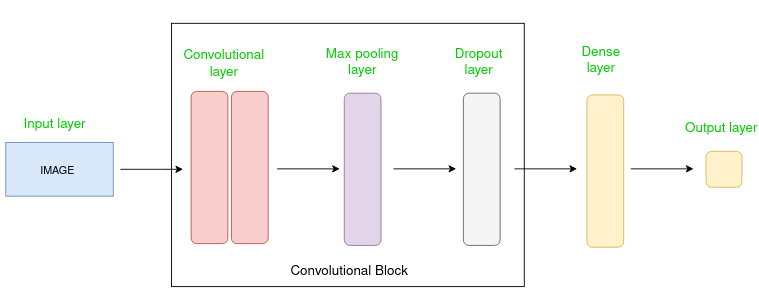 Input layer
IMAGE
Convolutional
layer
Max pooling
layer
Dropout
layer
Convolutional Block
Dense
layer
Output layer